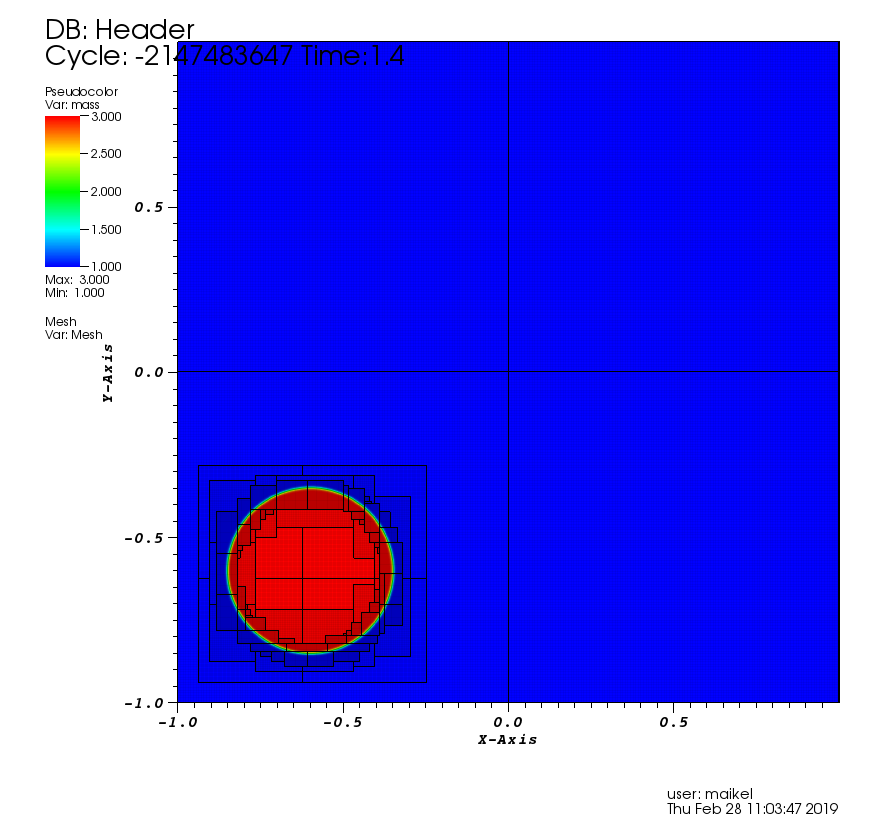 DB: Header
Cycle: -2147483647 Time:1.4
Pseudocolor
Var: mass
3.000
2.500
2.000
1.500
1.000
Max: 3.000
Min: 1.000
Mesh
Var: Mesh
Y-Axis
0.5
0.0
-0.5
-1.0
-1.0 -0.5 0.0 0.5
X-Axis
user: maikel
Thu Feb 28 11:03:47 2019